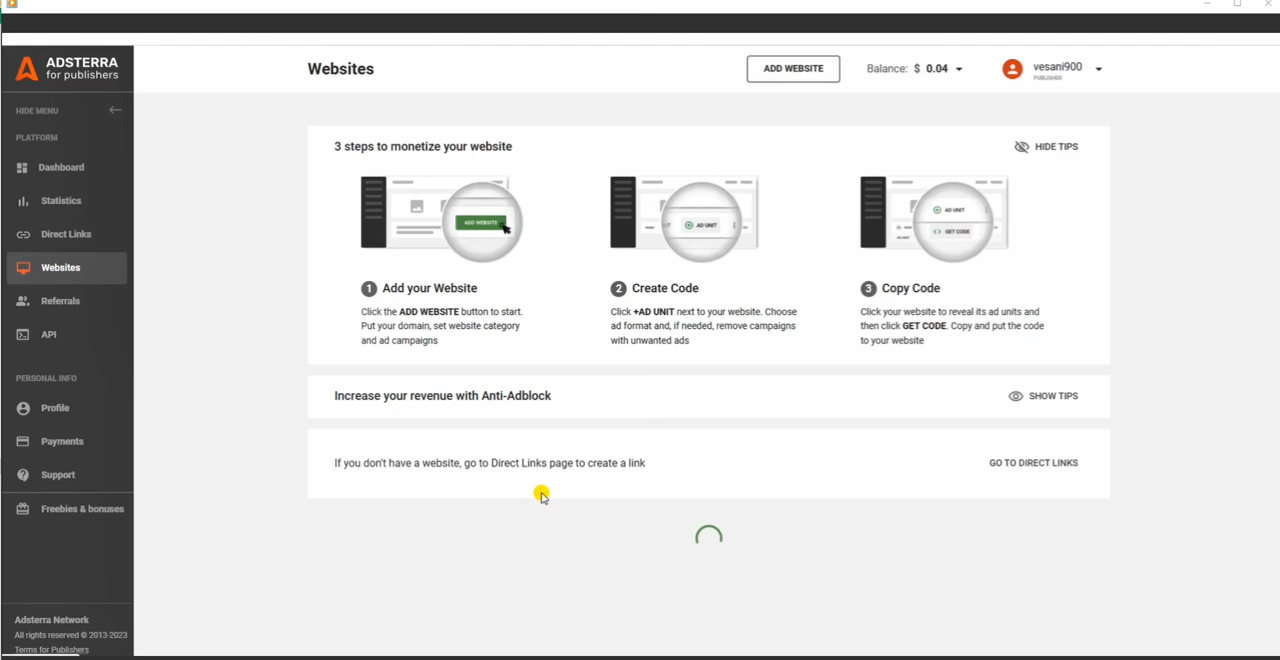 ADSTERRA
for publishers
HIDE MENU
PLATFORM
Dashboard
Statistics
Direct Links
Websites
Referrals
API
PERSONAL INFO
Profile
Payments
Support
Freebies & bonuses
Adsterra Network
All rights reserved © 2013-2023
Terms for Publishers
Websites
ADD WEBSITE
Balance: $ 0.04
vesani900
PUBLISHER
3 steps to monetize your website
HIDE TIPS
ADD WEBSITE
AD UNIT
AD UNIT
<> GET CODE
1 Add your Website
Click the ADD WEBSITE button to start.
Put your domain, set website category
and ad campaigns
2 Create Code
Click +AD UNIT next to your website. Choose
ad format and, if needed, remove campaigns
with unwanted ads
3 Copy Code
Click your website to reveal its ad units and
then click GET CODE. Copy and put the code
to your website
Increase your revenue with Anti-Adblock
SHOW TIPS
If you don't have a website, go to Direct Links page to create a link
GO TO DIRECT LINKS